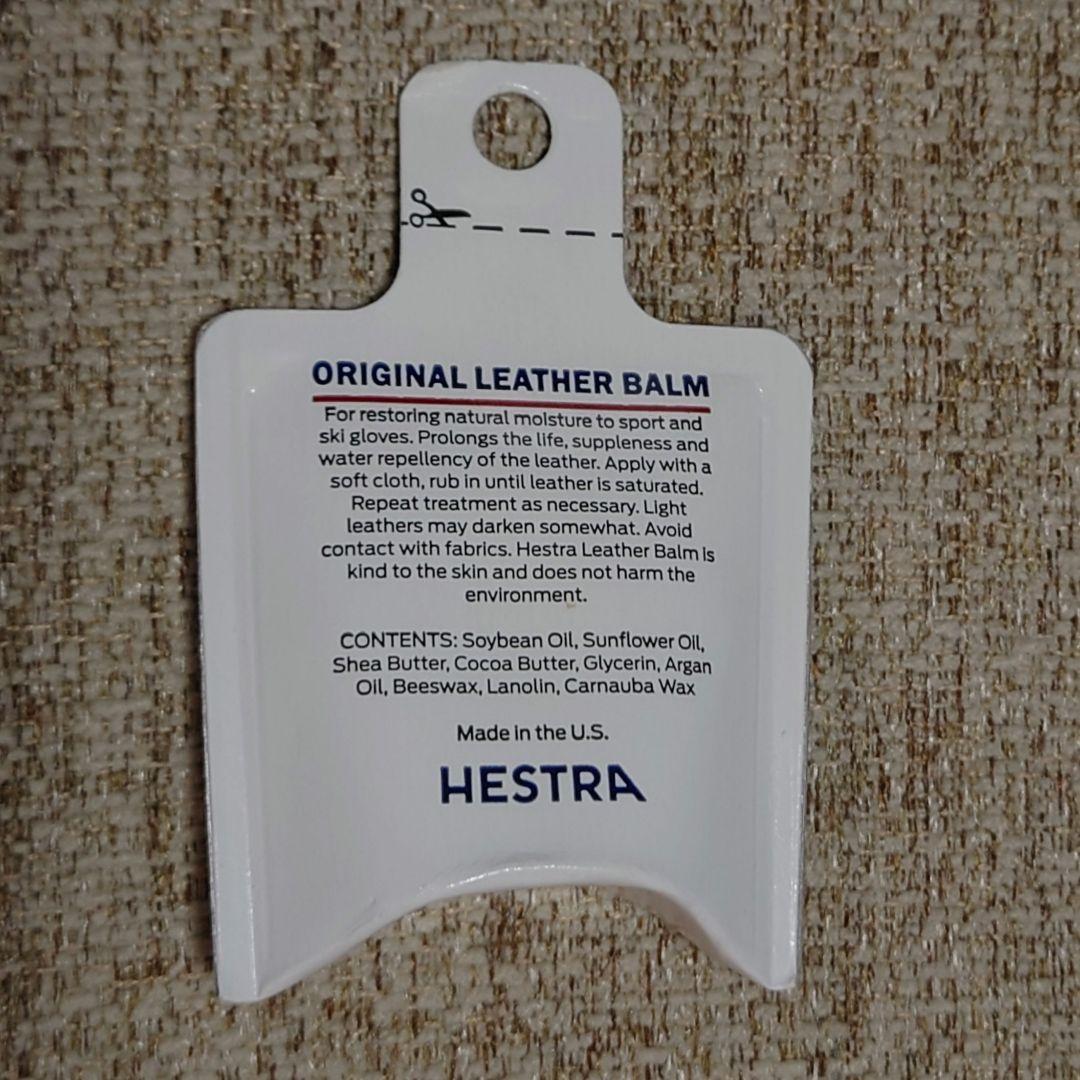 ORIGINAL LEATHER BALM
For restoring natural moisture to sport and
ski gloves. Prolongs the life, suppleness and
water repellency of the leather. Apply with a
soft cloth, rub in until leather is saturated.
Repeat treatment as necessary. Light
leathers may darken somewhat. Avoid
contact with fabrics. Hestra Leather Balm is
kind to the skin and does not harm the
environment.
CONTENTS: Soybean Oil, Sunflower Oil,
Shea Butter, Cocoa Butter, Glycerin, Argan
Oil, Beeswax, Lanolin, Carnauba Wax
Made in the U.S.
HESTRA